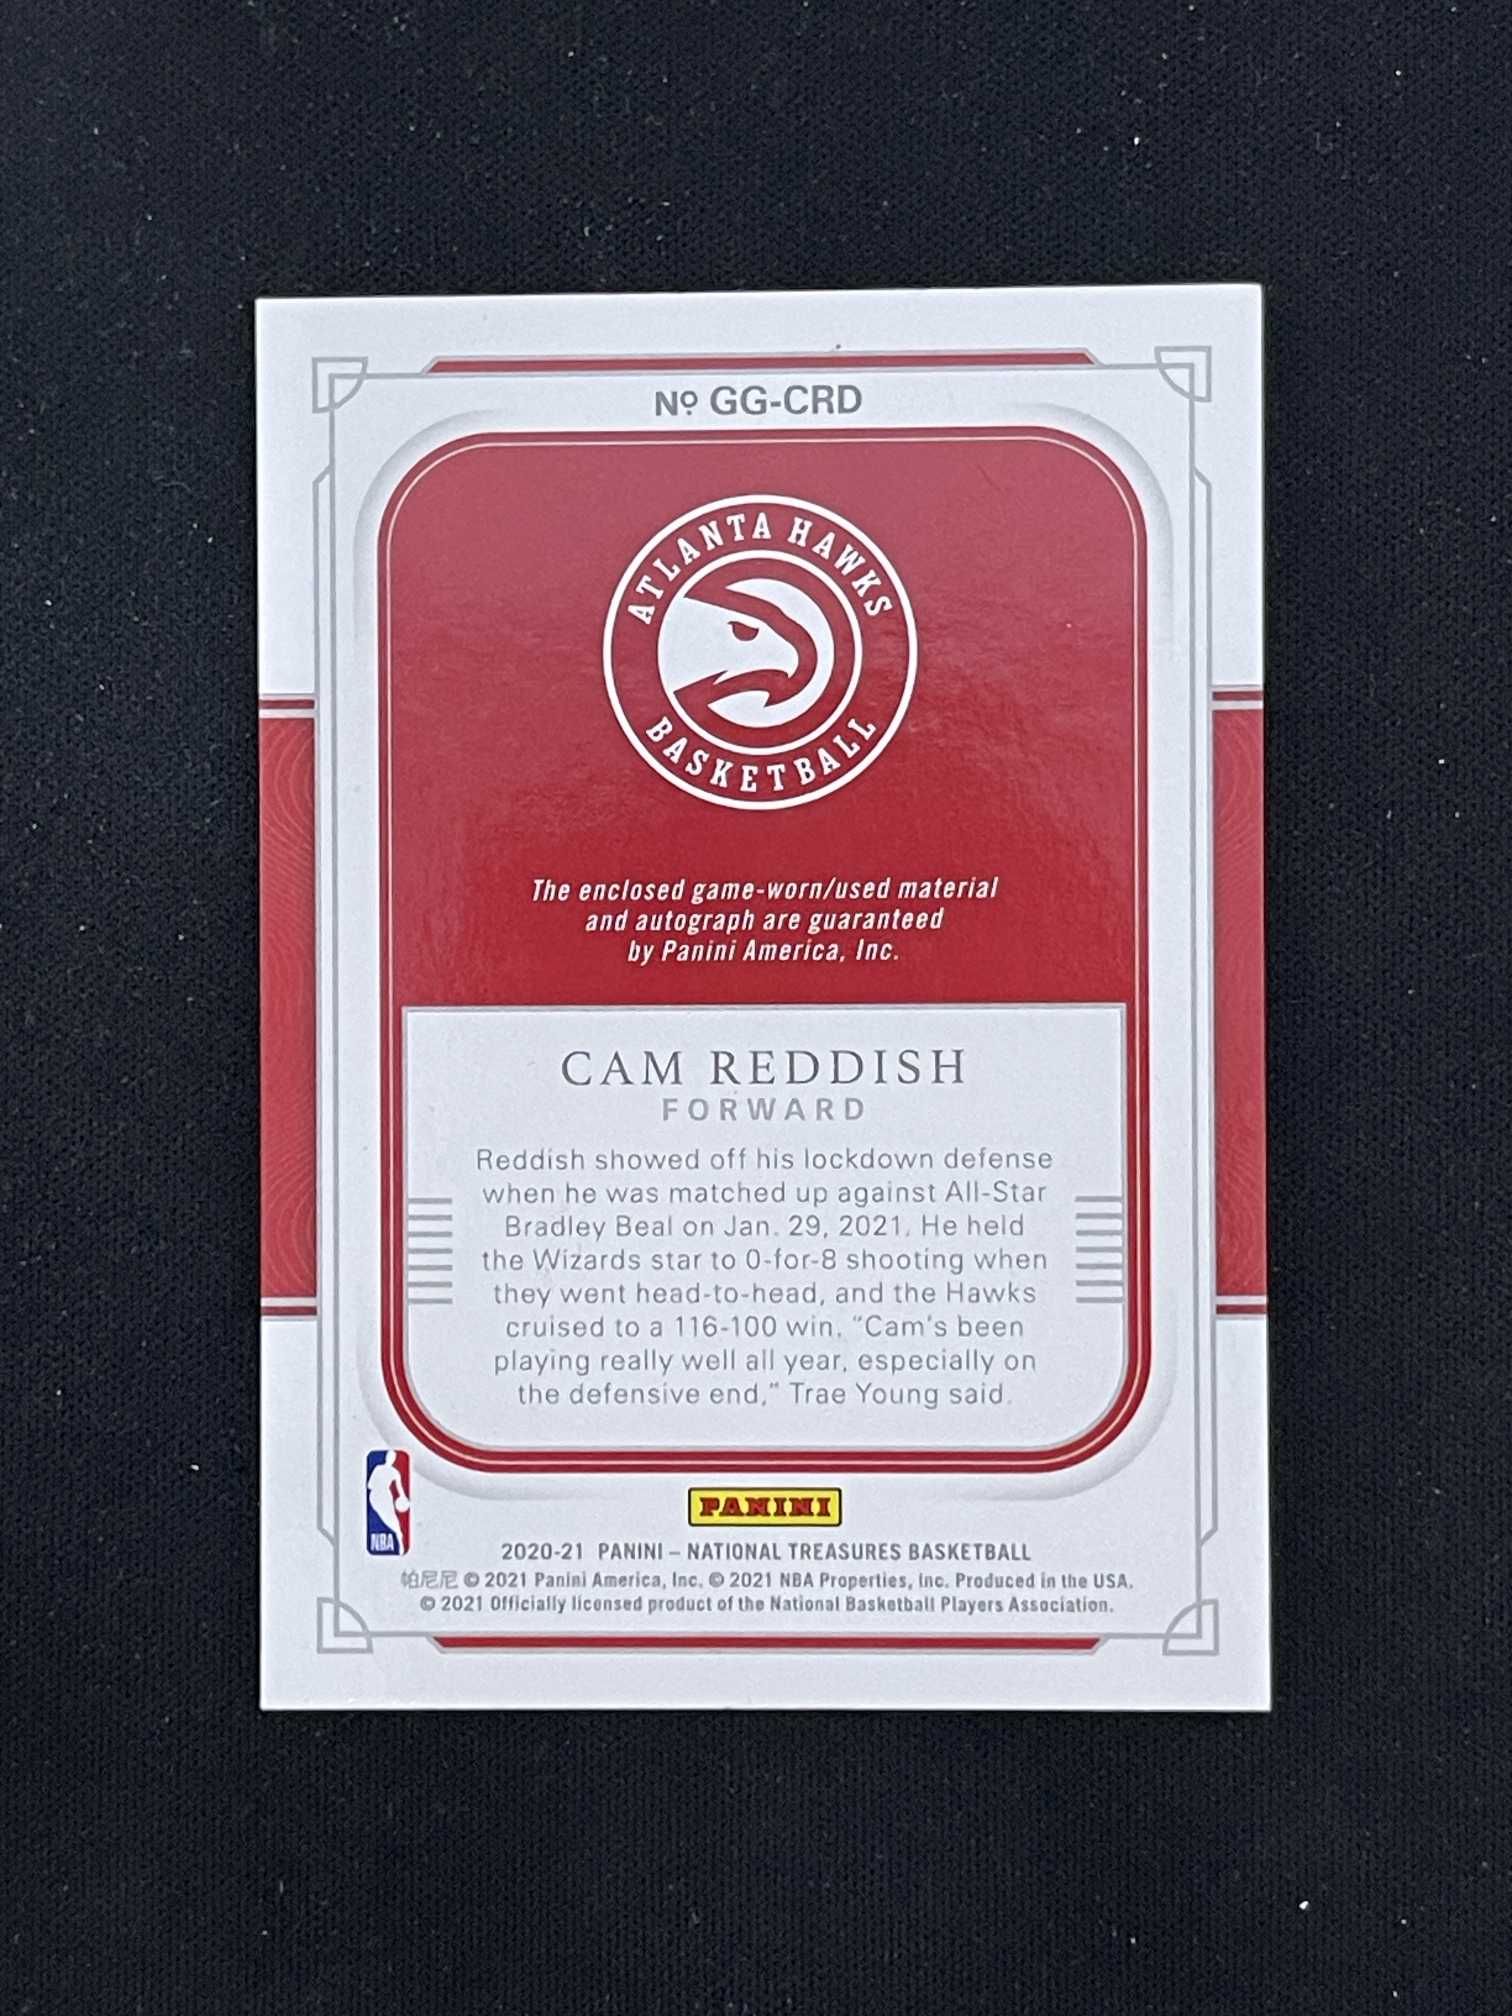 Nº GG-CRD
ATLANTA HAWKS
BASKETBALL
The enclosed game-worn/used material
and autograph are guaranteed
by Panini America, Inc.
CAM REDDISH
FORWARD
Reddish showed off his lockdown defense
when he was matched up against All-Star
Bradley Beal on Jan. 29, 2021. He held
the Wizards star to 0-for-8 shooting when
they went head-to-head, and the Hawks
cruised to a 116-100 win. “Cam's been
playing really well all year, especially on
the defensive end,” Trae Young said.
NBA
PANINI
2020-21 PANINI – NATIONAL TREASURES BASKETBALL
帕尼尼 © 2021 Panini America, Inc. © 2021 NBA Properties, Inc. Produced in the USA.
© 2021 Officially licensed product of the National Basketball Players Association.